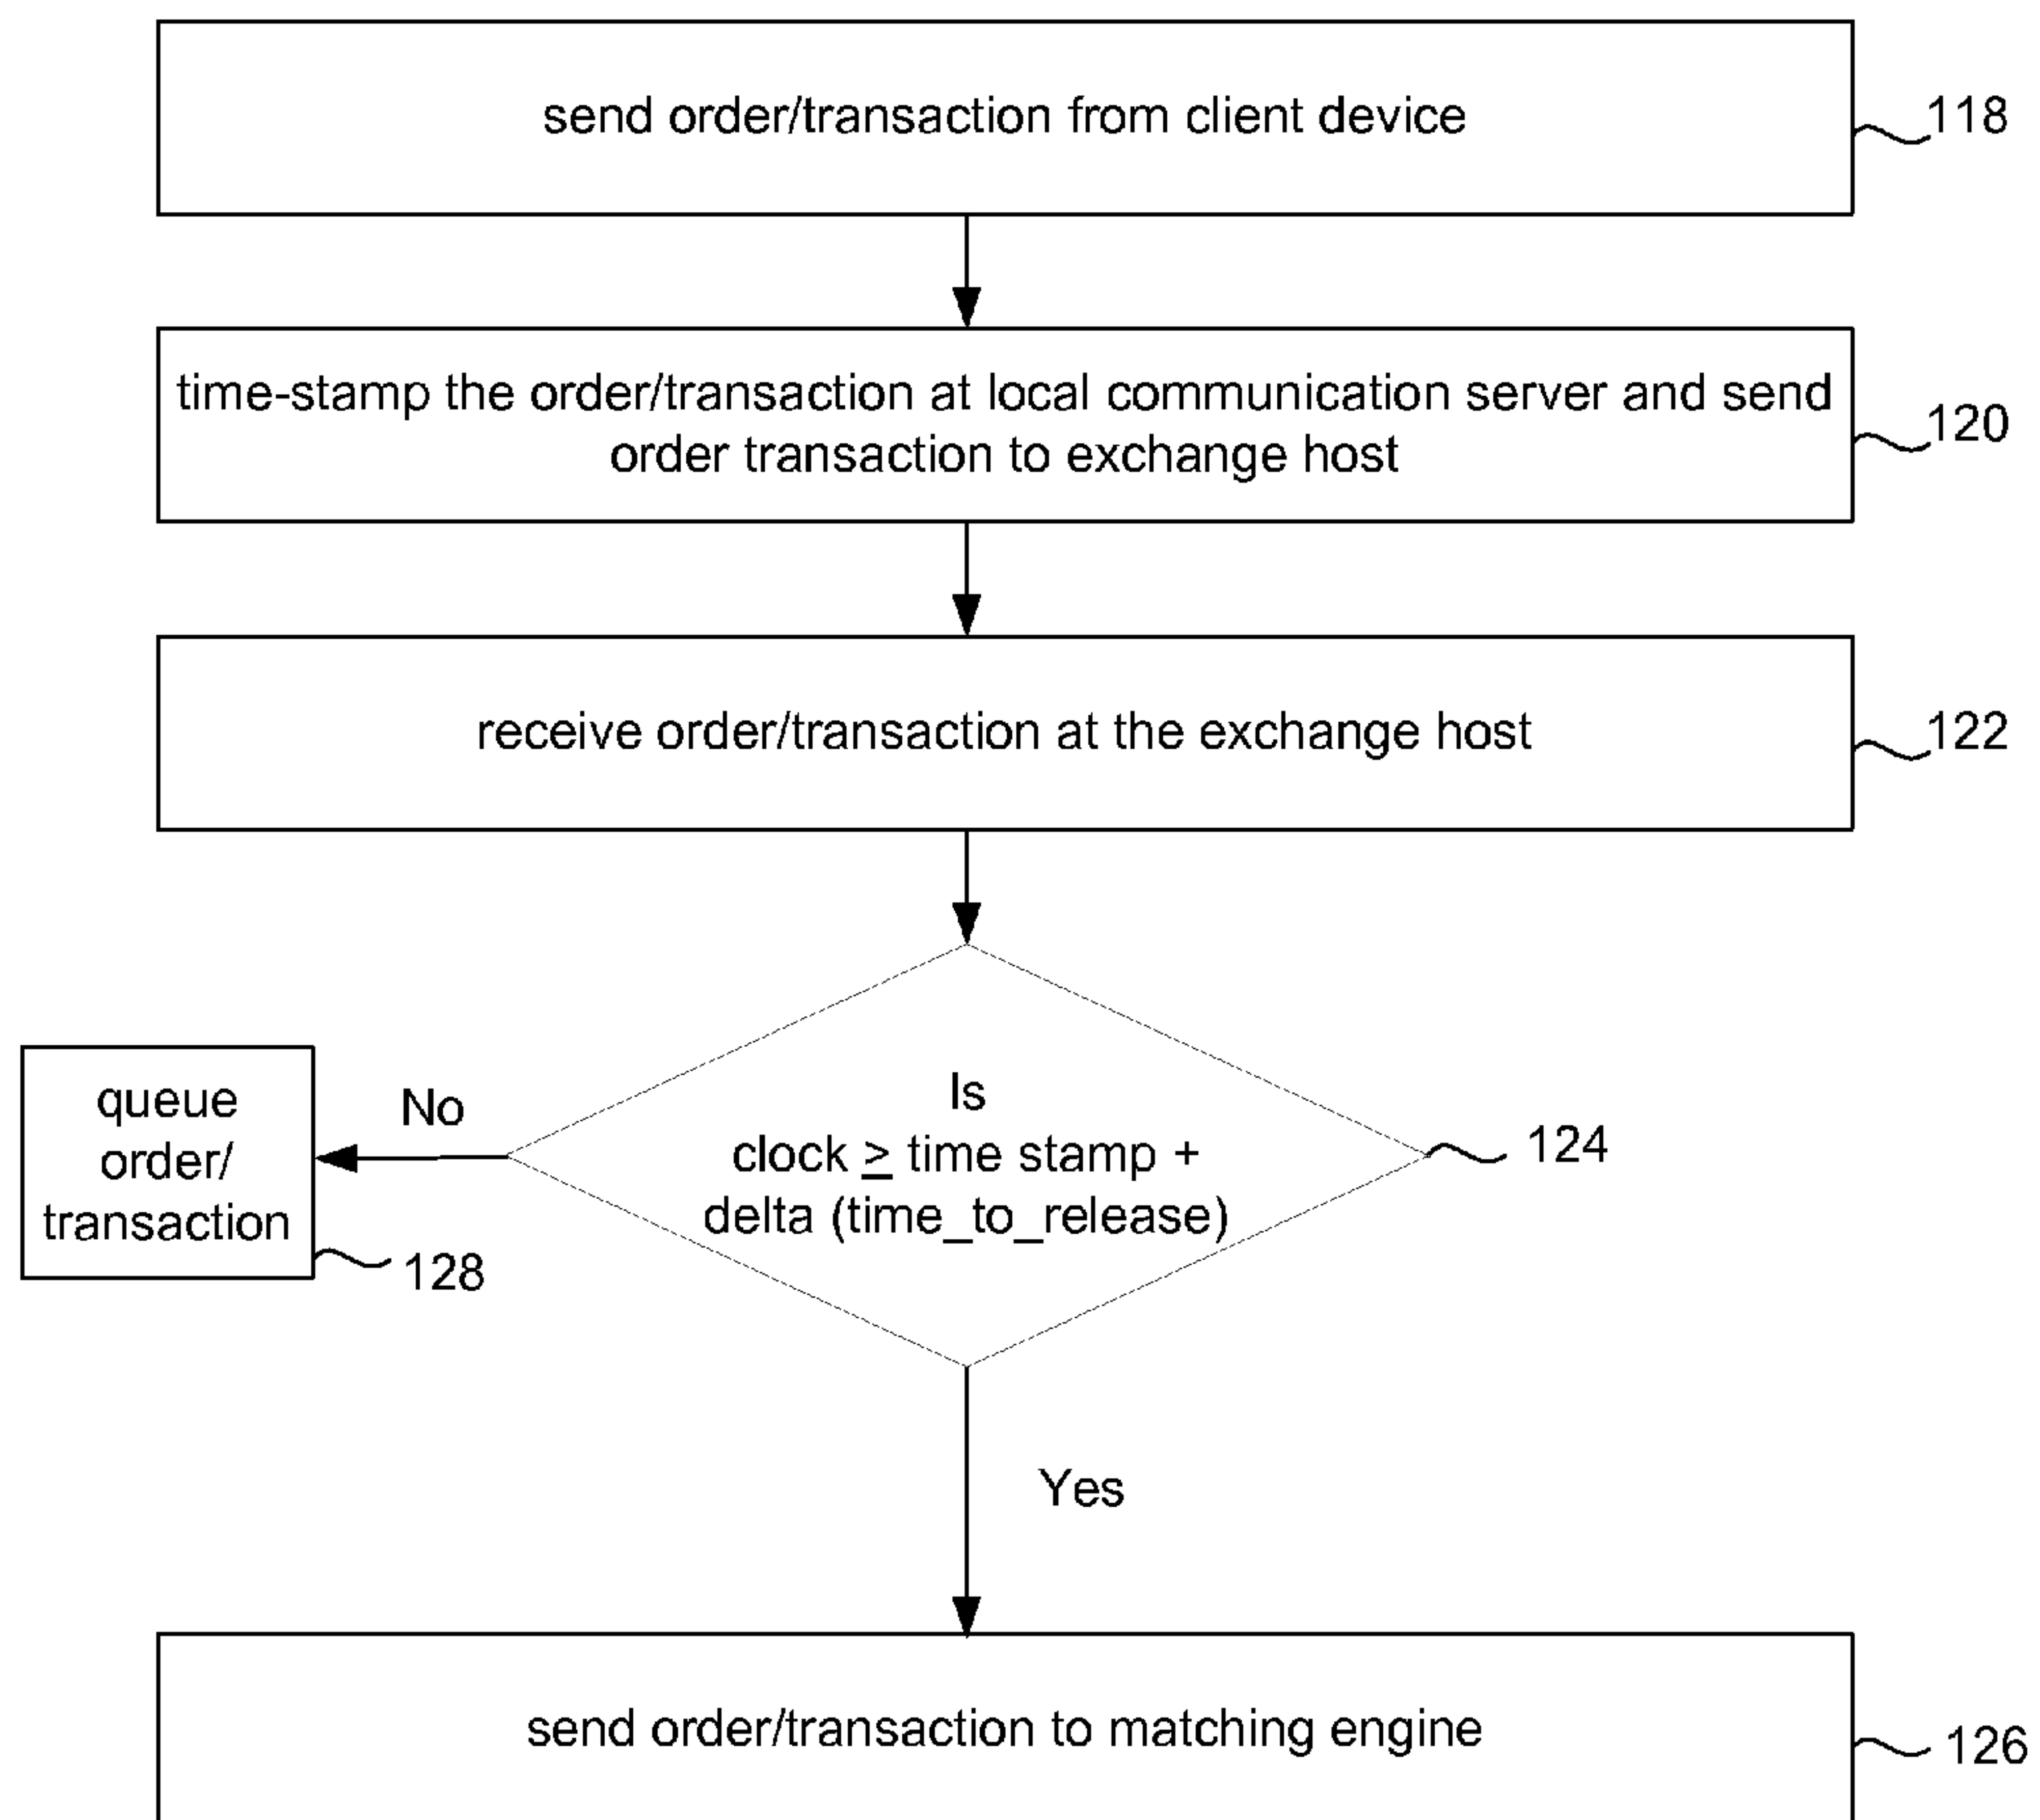 send order/transaction from client device
118
time-stamp the order/transaction at local communication server and send
order transaction to exchange host
120
receive order/transaction at the exchange host
122
Is
clock ≥ time stamp +
delta (time_to_release)
124
No
queue
order/
transaction
128
Yes
send order/transaction to matching engine
126